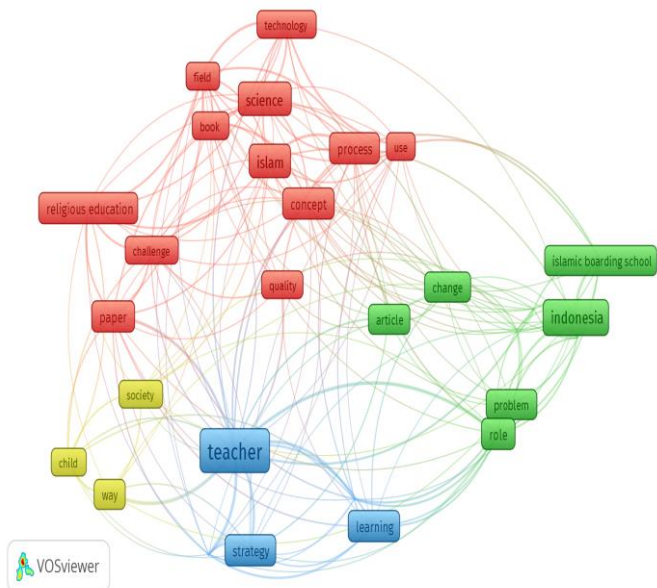 technology
field
science
book
process
use
islam
concept
religious education
challenge
islamic boarding school
quality
change
paper
article
indonesia
society
problem
role
teacher
child
way
learning
strategy
VOSviewer